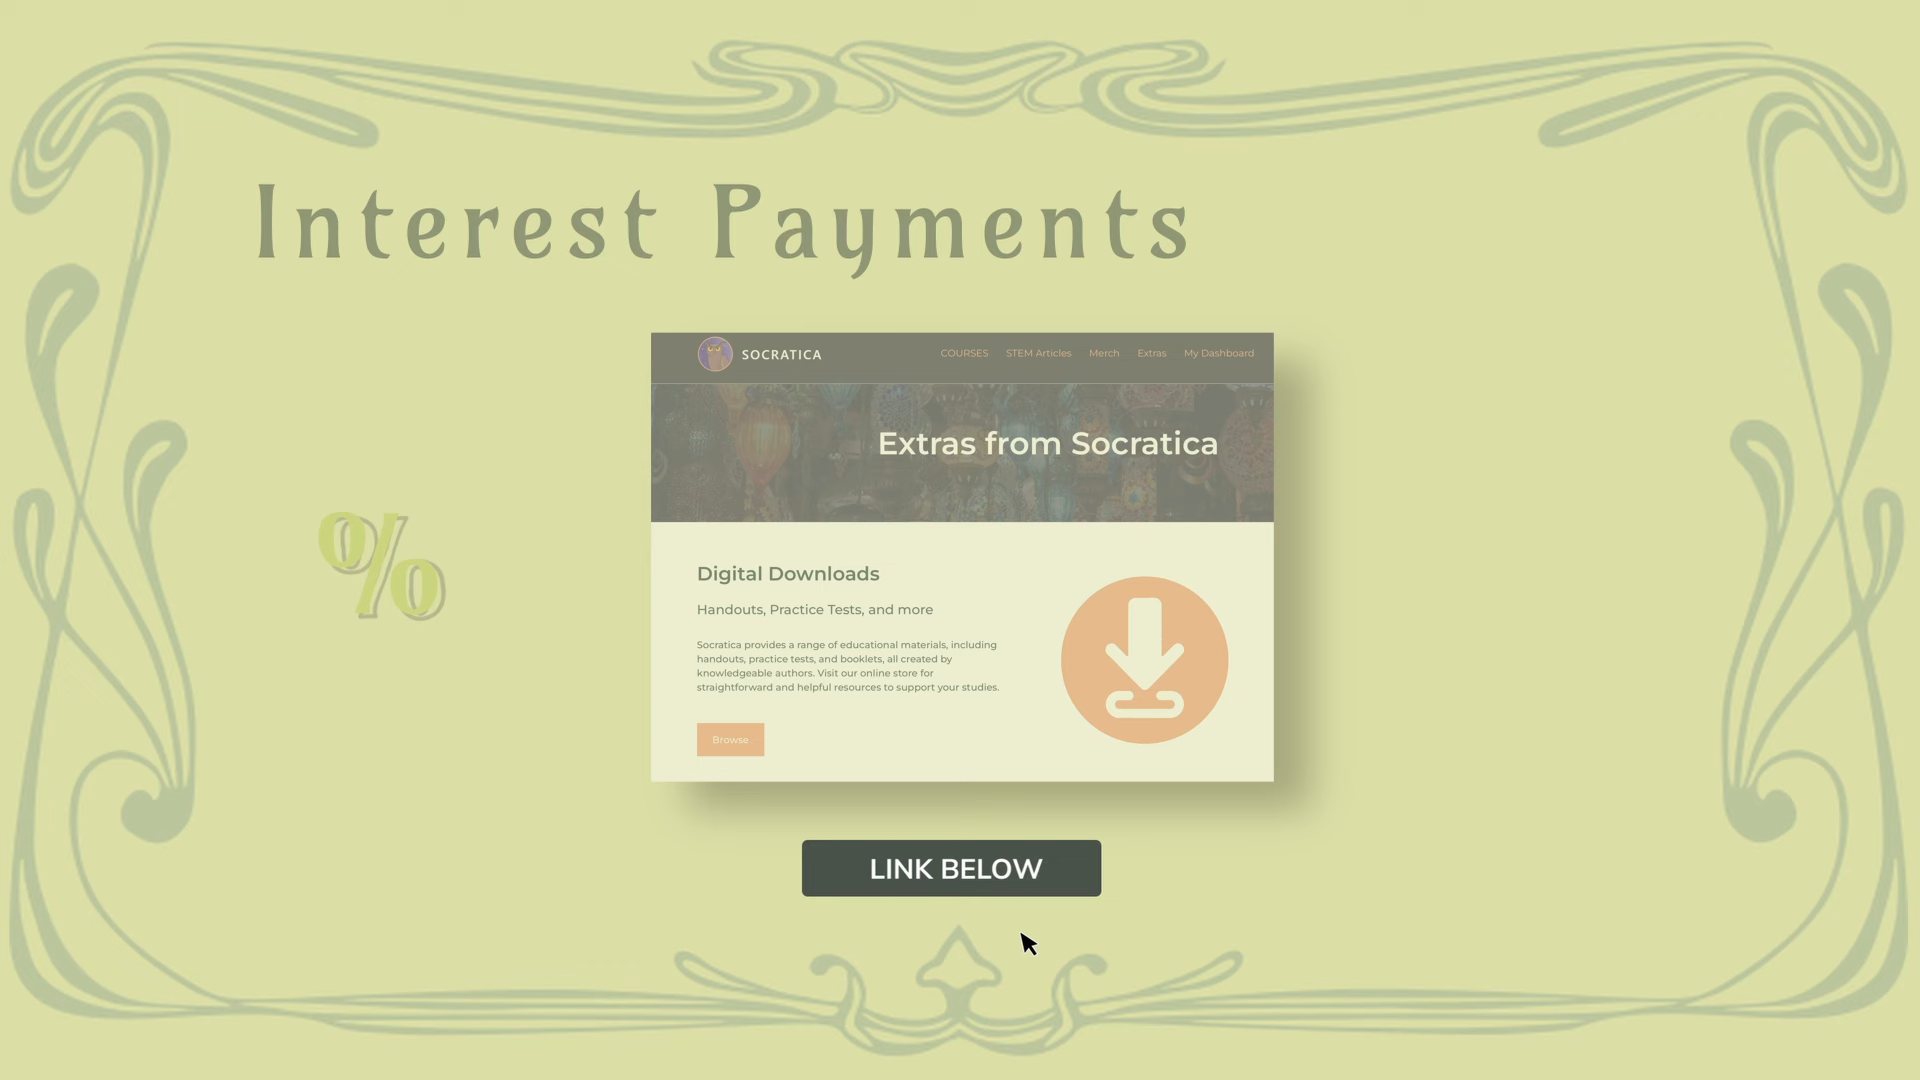 Interest Payments
SOCRATICA
COURSES STEM Articles Merch Extras My Dashboard
Extras from Socratica
%
Digital Downloads
Handouts, Practice Tests, and more
Socratica provides a range of educational materials, including
handouts, practice tests, and booklets, all created by
knowledgeable authors. Visit our online store for
straightforward and helpful resources to support your studies.
Browse
LINK BELOW